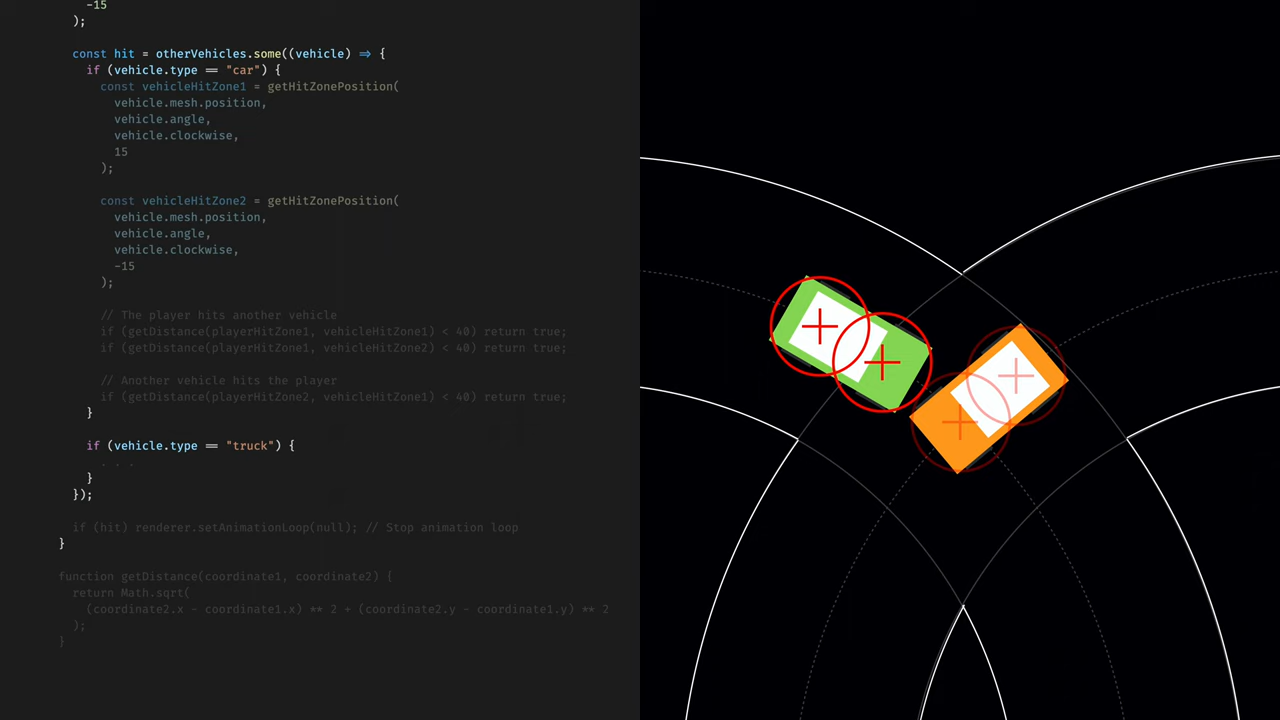 -15
);
const hit = otherVehicles.some((vehicle) => {
if (vehicle.type == "car") {
const vehicleHitZone1 = getHitZonePosition(
vehicle.mesh.position,
vehicle.angle,
vehicle.clockwise,
15
);
const vehicleHitZone2 = getHitZonePosition(
vehicle.mesh.position,
vehicle.angle,
vehicle.clockwise,
-15
);
// The player hits another vehicle
if (getDistance(playerHitZone1, vehicleHitZone1) < 40) return true;
if (getDistance(playerHitZone1, vehicleHitZone2) < 40) return true;
// Another vehicle hits the player
if (getDistance(playerHitZone2, vehicleHitZone1) < 40) return true;
}
if (vehicle.type == "truck") {
. . .
}
});
if (hit) renderer.setAnimationLoop(null); // Stop animation loop
}
function getDistance(coordinate1, coordinate2) {
return Math.sqrt(
(coordinate2.x - coordinate1.x) ** 2 + (coordinate2.y - coordinate1.y) ** 2
);
}